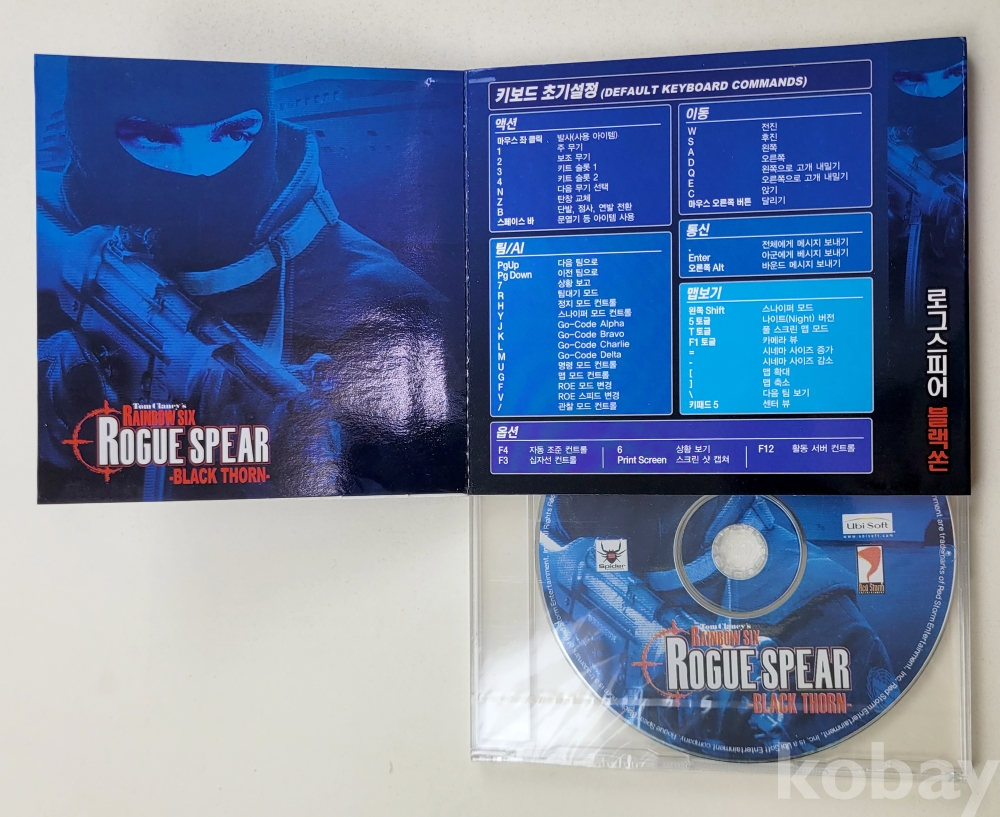 Tom Clancy's
RAINBOW SIX
ROGUE SPEAR
-BLACK THORN-
키보드 초기설정 (DEFAULT KEYBOARD COMMANDS)
액션
마우스 좌 클릭 발사(사용 아이템)
1 주 무기
2 보조 무기
3 키트 슬롯 1
4 키트 슬롯 2
N 다음 무기 선택
Z 탄창 교체
B 단발, 점사, 연발 전환
스페이스 바 문열기 등 아이템 사용
이동
W 전진
S 후진
A 왼쪽
D 오른쪽
Q 왼쪽으로 고개 내밀기
E 오른쪽으로 고개 내밀기
C 앉기
마우스 오른쪽 버튼 달리기
팀/AI
PgUp 다음 팀으로
Pg Down 이전 팀으로
7 상황 보고
R 팀대기 모드
H 정지 모드 컨트롤
Y 스나이퍼 모드 컨트롤
J Go-Code Alpha
K Go-Code Bravo
L Go-Code Charlie
M Go-Code Delta
U 명령 모드 컨트롤
G 맵 모드 컨트롤
F ROE 모드 변경
V ROE 스피드 변경
/ 관찰 모드 컨트롤
통신
. 전체에게 메시지 보내기
Enter 아군에게 메시지 보내기
오른쪽 Alt 바운드 메시지 보내기
맵보기
왼쪽 Shift 스나이퍼 모드
5 토글 나이트(Night) 버전
T 토글 풀 스크린 맵 모드
F1 토글 카메라 뷰
= 시네마 사이즈 증가
- 시네마 사이즈 감소
[ 맵 확대
] 맵 축소
\ 다음 팀 보기
키패드 5 센터 뷰
옵션
F4 자동 조준 컨트롤
F3 십자선 컨트롤
6 상황 보기
Print Screen 스크린 샷 캡쳐
F12 활동 서버 컨트롤
로그스피어 블랙쏜
Spider
Ubi Soft
www.ubisoft.com
Red Storm
Tom Clancy's
RAINBOW SIX
ROGUE SPEAR
-BLACK THORN-
kobay